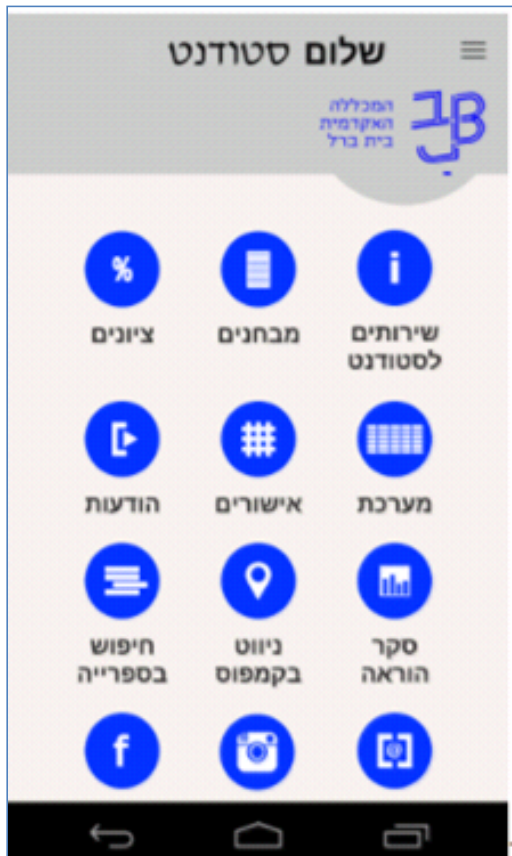 שלום סטודנט
המכללה
האקדמית
בית ברל
שירותים
לסטודנט
מבחנים
ציונים
מערכת
אישורים
הודעות
סקר
הוראה
ניווט
בקמפוס
חיפוש
בספרייה